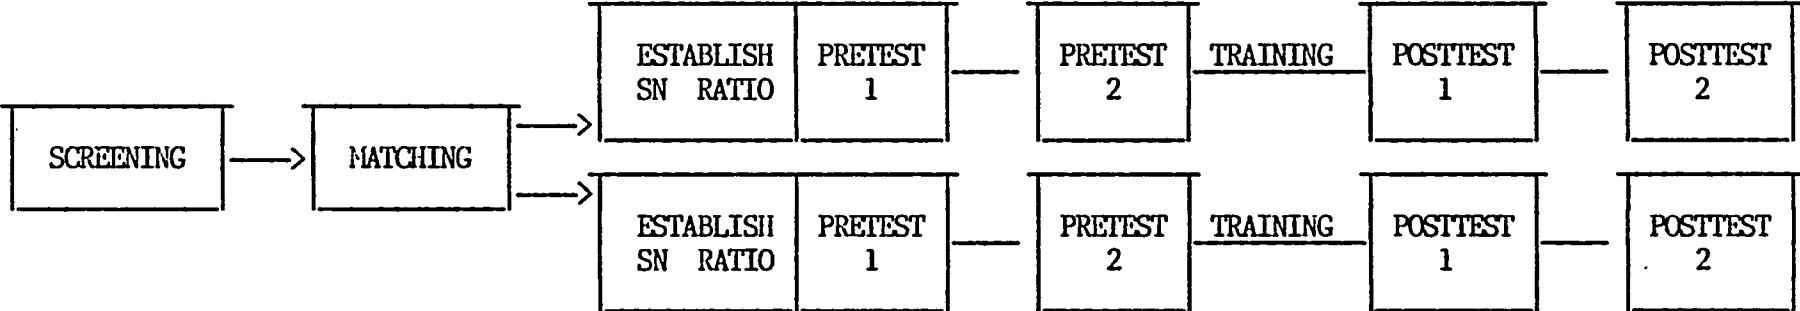 SCREENING
MATCHING
ESTABLISH
SN RATIO
PRETEST
1
PRETEST
2
TRAINING
POSTTEST
1
POSTTEST
2
ESTABLISH
SN RATIO
PRETEST
1
PRETEST
2
TRAINING
POSTTEST
1
POSTTEST
2